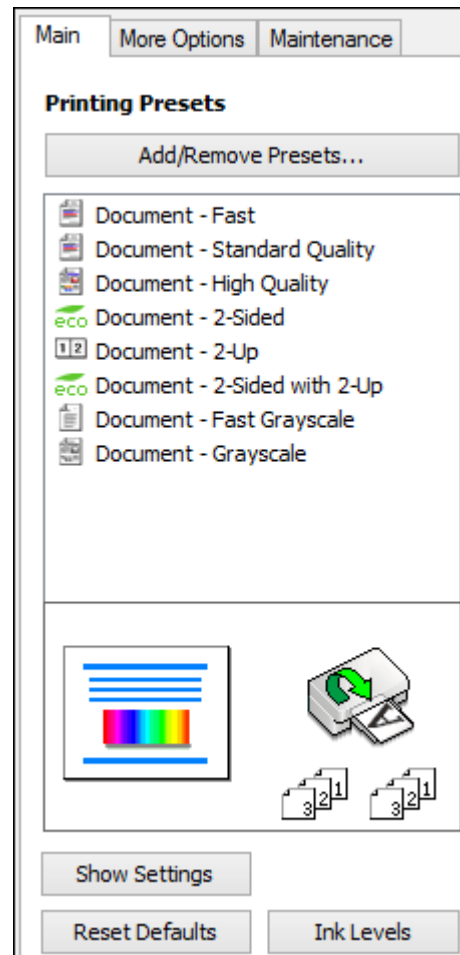 Main More Options Maintenance
Printing Presets
Add/Remove Presets...
Document - Fast
Document - Standard Quality
Document - High Quality
eco Document - 2-Sided
1 2 Document - 2-Up
eco Document - 2-Sided with 2-Up
Document - Fast Grayscale
Document - Grayscale
A
3 2 1 3 2 1
Show Settings
Reset Defaults Ink Levels